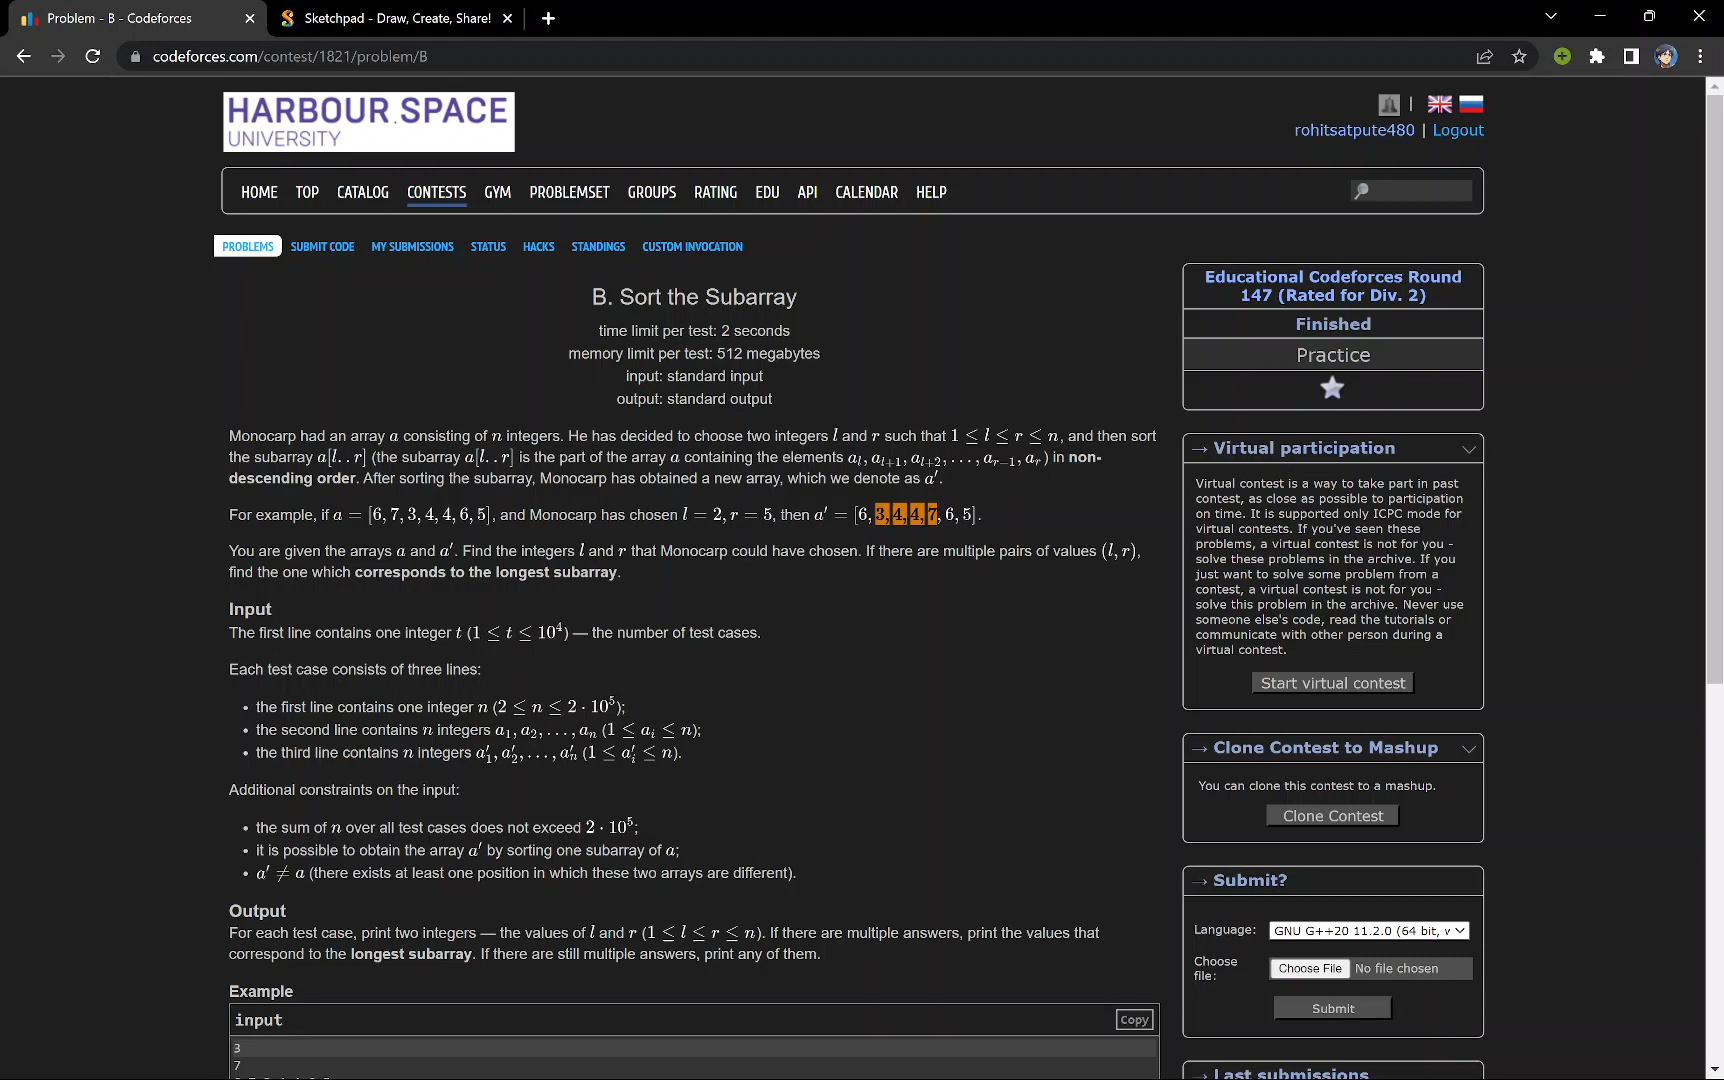 Problem - B - Codeforces
Sketchpad - Draw, Create, Share!
codeforces.com/contest/1821/problem/B
HARBOUR.SPACE
UNIVERSITY
rohitsatpute480 | Logout
HOME TOP CATALOG CONTESTS GYM PROBLEMSET GROUPS RATING EDU API CALENDAR HELP
PROBLEMS SUBMIT CODE MY SUBMISSIONS STATUS HACKS STANDINGS CUSTOM INVOCATION
B. Sort the Subarray
time limit per test: 2 seconds
memory limit per test: 512 megabytes
input: standard input
output: standard output
Monocarp had an array a consisting of n integers. He has decided to choose two integers l and r such that 1 ≤ l ≤ r ≤ n, and then sort
the subarray a[l. . r] (the subarray a[l. . r] is the part of the array a containing the elements a_l, a_{l+1}, a_{l+2}, . . . , a_{r−1}, a_r) in non-
descending order. After sorting the subarray, Monocarp has obtained a new array, which we denote as a′.
For example, if a = [6, 7, 3, 4, 4, 6, 5], and Monocarp has chosen l = 2, r = 5, then a′ = [6, 3, 4, 4, 7, 6, 5].
You are given the arrays a and a′. Find the integers l and r that Monocarp could have chosen. If there are multiple pairs of values (l, r),
find the one which corresponds to the longest subarray.
Input
The first line contains one integer t (1 ≤ t ≤ 10⁴) — the number of test cases.
Each test case consists of three lines:
• the first line contains one integer n (2 ≤ n ≤ 2 · 10⁵);
• the second line contains n integers a₁, a₂, . . . , aₙ (1 ≤ a_i ≤ n);
• the third line contains n integers a′₁, a′₂, . . . , a′ₙ (1 ≤ a′_i ≤ n).
Additional constraints on the input:
• the sum of n over all test cases does not exceed 2 · 10⁵;
• it is possible to obtain the array a′ by sorting one subarray of a;
• a′ ≠ a (there exists at least one position in which these two arrays are different).
Output
For each test case, print two integers — the values of l and r (1 ≤ l ≤ r ≤ n). If there are multiple answers, print the values that
correspond to the longest subarray. If there are still multiple answers, print any of them.
Example
input
Copy
3
7
Educational Codeforces Round
147 (Rated for Div. 2)
Finished
Practice
→ Virtual participation
Virtual contest is a way to take part in past
contest, as close as possible to participation
on time. It is supported only ICPC mode for
virtual contests. If you've seen these
problems, a virtual contest is not for you -
solve these problems in the archive. If you
just want to solve some problem from a
contest, a virtual contest is not for you -
solve this problem in the archive. Never use
someone else's code, read the tutorials or
communicate with other person during a
virtual contest.
Start virtual contest
→ Clone Contest to Mashup
You can clone this contest to a mashup.
Clone Contest
→ Submit?
Language: GNU G++20 11.2.0 (64 bit, v
Choose
file:
Choose File No file chosen
Submit
→ Last submissions